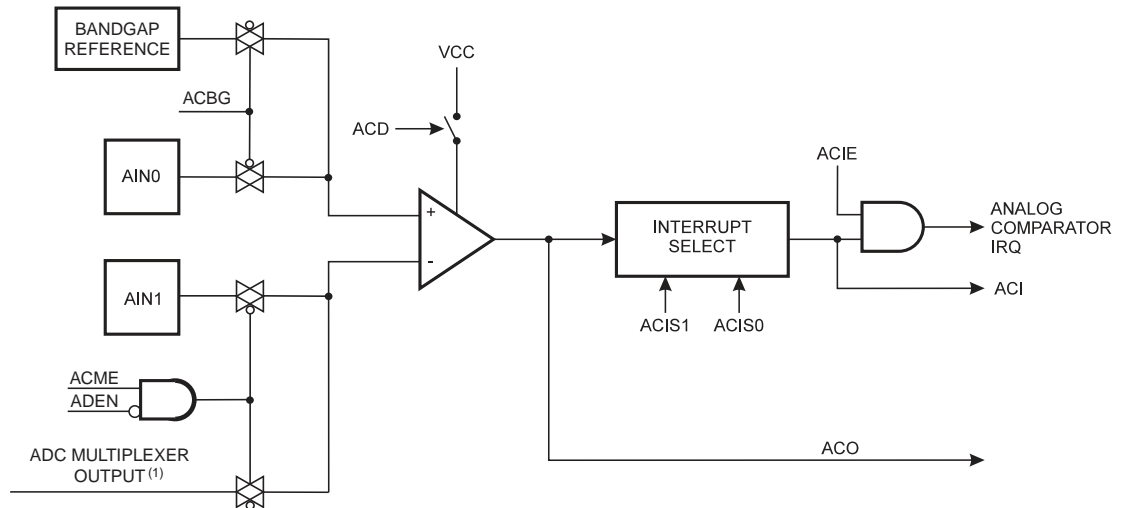 BANDGAP
REFERENCE
VCC
ACBG
ACD
AIN0
ACIE
+
-
INTERRUPT
SELECT
ANALOG
COMPARATOR
IRQ
AIN1
ACI
ACIS1 ACIS0
ACME
ADEN
ADC MULTIPLEXER
OUTPUT (1)
ACO